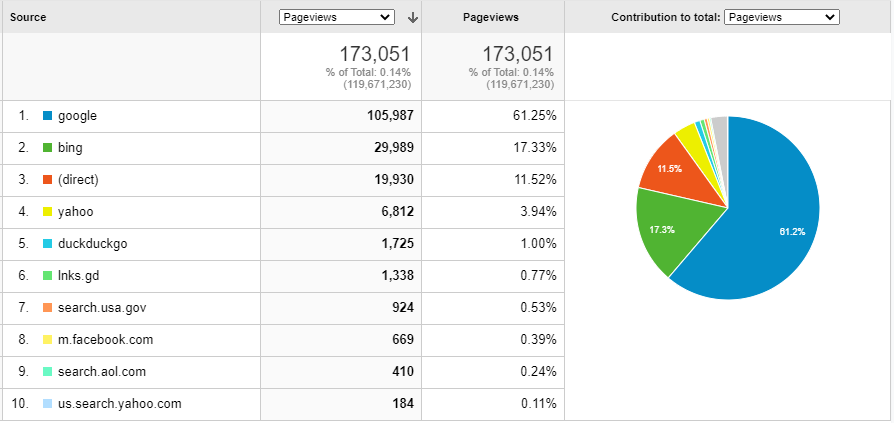 Source Pageviews Pageviews Contribution to total: Pageviews
173,051 173,051
% of Total: 0.14% % of Total: 0.14%
(119,671,230) (119,671,230)
1. google 105,987 61.25%
2. bing 29,989 17.33%
3. (direct) 19,930 11.52%
4. yahoo 6,812 3.94%
5. duckduckgo 1,725 1.00%
6. lnks.gd 1,338 0.77%
7. search.usa.gov 924 0.53%
8. m.facebook.com 669 0.39%
9. search.aol.com 410 0.24%
10. us.search.yahoo.com 184 0.11%
11.5%
17.3%
61.2%